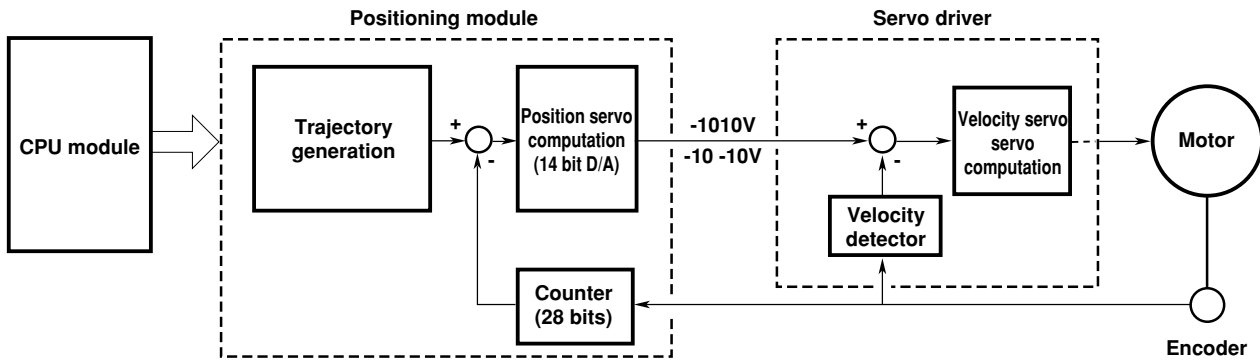 Positioning module
Servo driver
CPU module
Trajectory
generation
+
-
Position servo
computation
(14 bit D/A)
-1010V
-10 -10V
+
-
Velocity servo
servo
computation
Motor
Velocity
detector
Counter
(28 bits)
Encoder